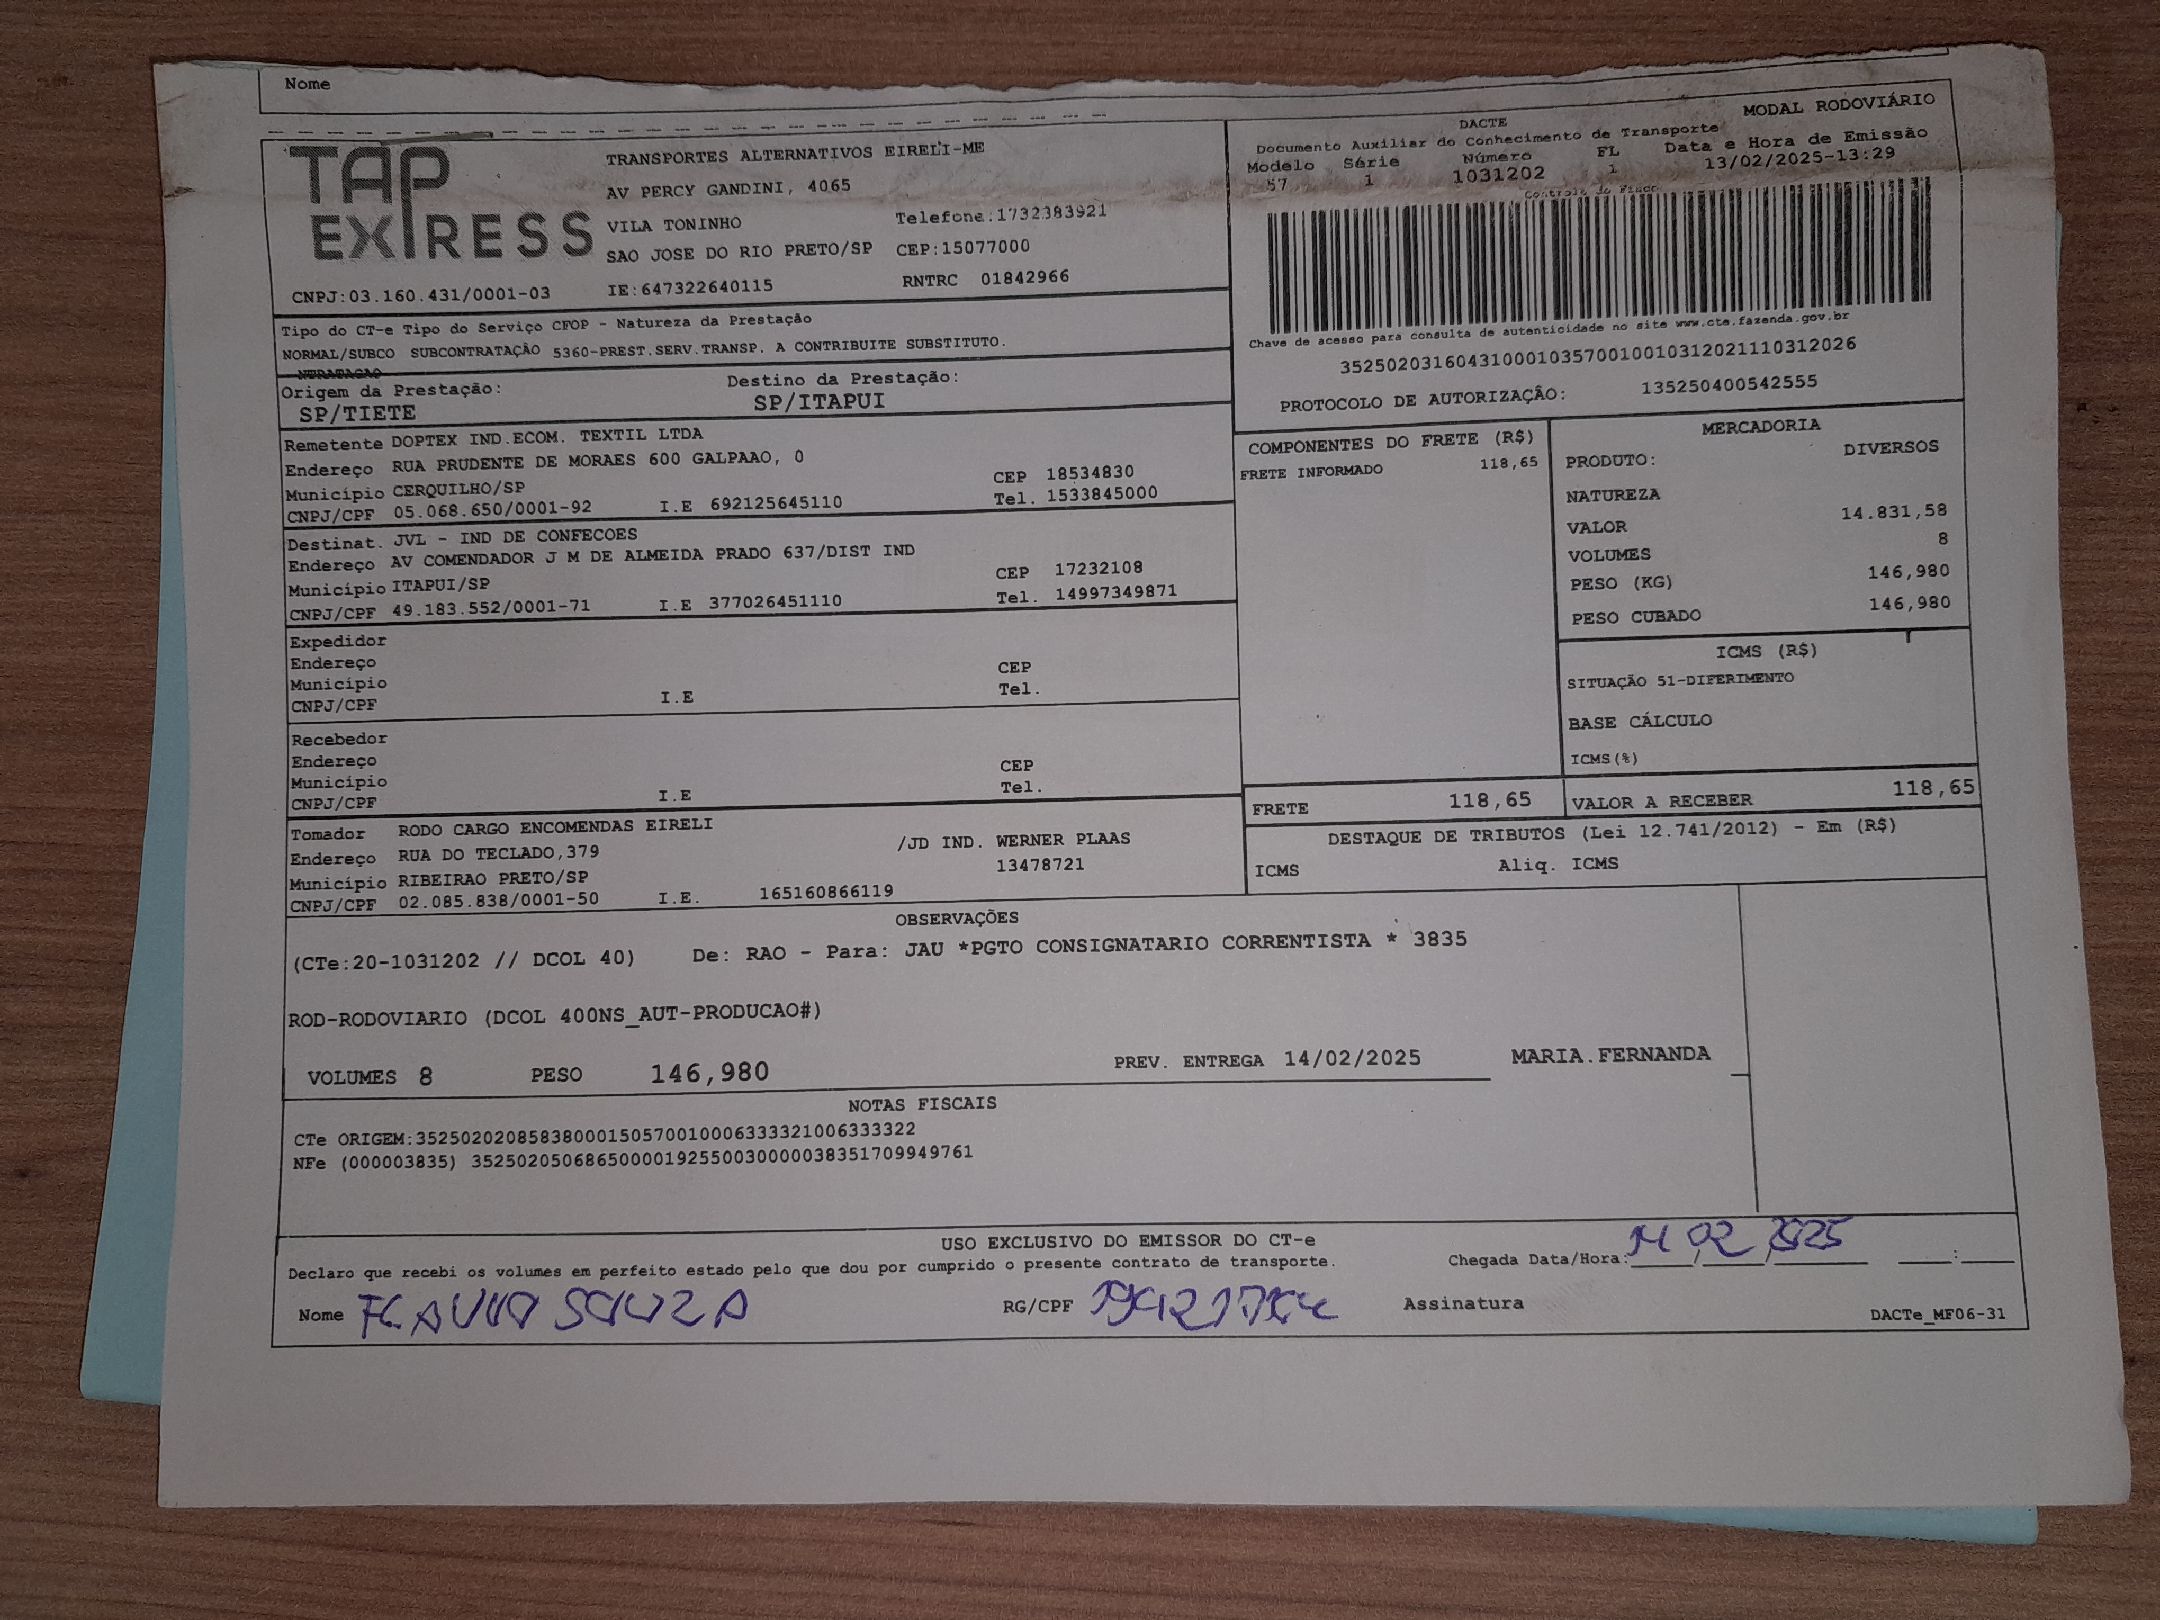 Nome
TAP EXPRESS
TRANSPORTES ALTERNATIVOS EIRELI-ME
AV PERCY GANDINI, 4065
VILA TONINHO Telefone:1732383921
SAO JOSE DO RIO PRETO/SP CEP:15077000
CNPJ:03.160.431/0001-03 IE:647322640115 RNTRC 01842966
DACTE MODAL RODOVIÁRIO
Documento Auxiliar do Conhecimento de Transporte
Modelo Série Número FL Data e Hora de Emissão
57 1 1031202 1 13/02/2025-13:29
Controle do Fisco
Chave de acesso para consulta de autenticidade no site www.cte.fazenda.gov.br
35250203160431000103570010010312021110312026
PROTOCOLO DE AUTORIZAÇÂO: 135250400542555
Tipo do CT-e Tipo do Serviço CFOP - Natureza da Prestação
NORMAL/SUBCO SUBCONTRATAÇÂO 5360-PREST.SERV.TRANSP. A CONTRIBUITE SUBSTITUTO.
NTRATACAO
Origem da Prestação: Destino da Prestação:
SP/TIETE SP/ITAPUI
Remetente DOPTEX IND.ECOM. TEXTIL LTDA
Endereço RUA PRUDENTE DE MORAES 600 GALPAAO, 0
Município CERQUILHO/SP CEP 18534830
CNPJ/CPF 05.068.650/0001-92 I.E 692125645110 Tel. 1533845000
Destinat. JVL - IND DE CONFECOES
Endereço AV COMENDADOR J M DE ALMEIDA PRADO 637/DIST IND
Município ITAPUI/SP CEP 17232108
CNPJ/CPF 49.183.552/0001-71 I.E 377026451110 Tel. 14997349871
Expedidor
Endereço
Município CEP
CNPJ/CPF I.E Tel.
Recebedor
Endereço
Município CEP
CNPJ/CPF I.E Tel.
Tomador RODO CARGO ENCOMENDAS EIRELI
Endereço RUA DO TECLADO,379 /JD IND. WERNER PLAAS
Município RIBEIRAO PRETO/SP 13478721
CNPJ/CPF 02.085.838/0001-50 I.E. 165160866119
COMPONENTES DO FRETE (R$)
FRETE INFORMADO 118,65
MERCADORIA
PRODUTO: DIVERSOS
NATUREZA
VALOR 14.831,58
VOLUMES 8
PESO (KG) 146,980
PESO CUBADO 146,980
ICMS (R$)
SITUAÇÃO 51-DIFERIMENTO
BASE CÁLCULO
ICMS(%)
FRETE 118,65 VALOR A RECEBER 118,65
DESTAQUE DE TRIBUTOS (Lei 12.741/2012) - Em (R$)
ICMS Aliq. ICMS
OBSERVAÇÕES
(CTe:20-1031202 // DCOL 40) De: RAO - Para: JAU *PGTO CONSIGNATARIO CORRENTISTA * 3835
ROD-RODOVIARIO (DCOL 400NS_AUT-PRODUCAO#)
VOLUMES 8 PESO 146,980 PREV. ENTREGA 14/02/2025 MARIA.FERNANDA
NOTAS FISCAIS
CTe ORIGEM:35250202085838000150570010006333321006333322
NFe (000003835) 35250205068650000192550030000038351709949761
USO EXCLUSIVO DO EMISSOR DO CT-e
Declaro que recebi os volumes em perfeito estado pelo que dou por cumprido o presente contrato de transporte. Chegada Data/Hora: 14/02/2025 :
Nome FLAVIO SOUZA RG/CPF Assinatura
DACTe_MF06-31